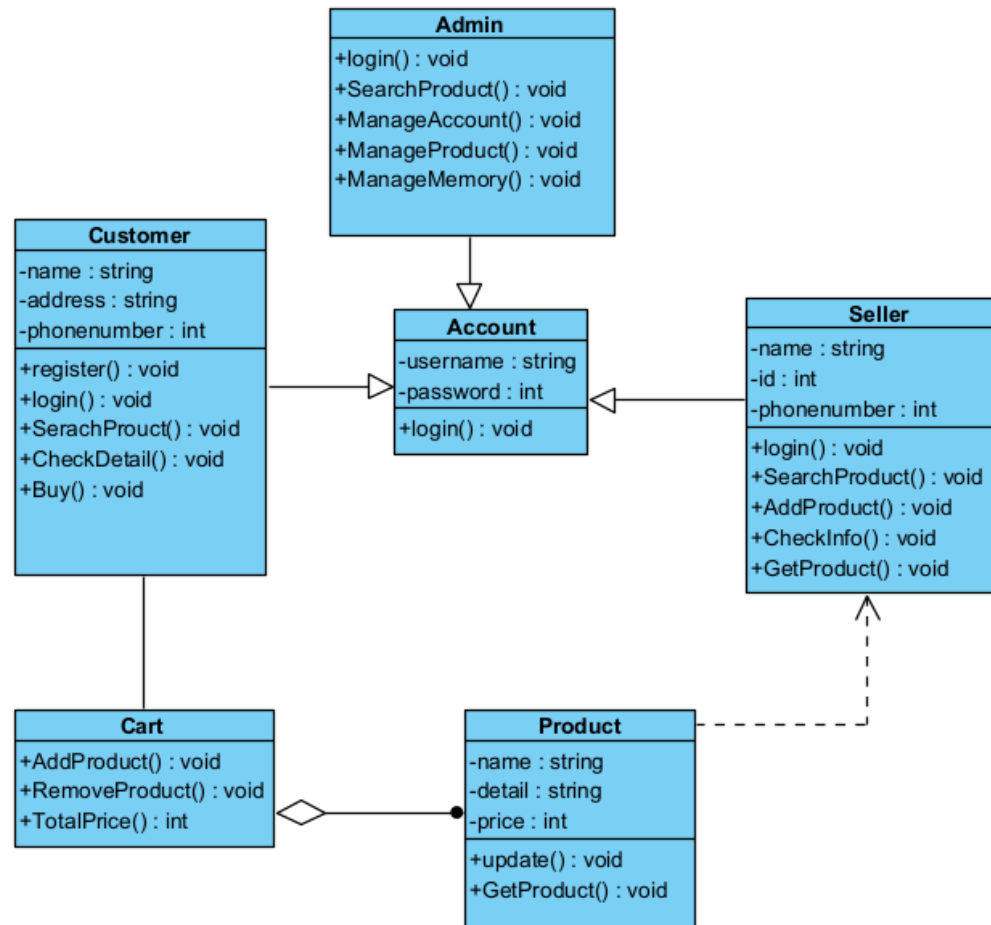 Admin
+login() : void
+SearchProduct() : void
+ManageAccount() : void
+ManageProduct() : void
+ManageMemory() : void
Customer
-name : string
-address : string
-phonenumber : int
+register() : void
+login() : void
+SerachProuct() : void
+CheckDetail() : void
+Buy() : void
Account
-username : string
-password : int
+login() : void
Seller
-name : string
-id : int
-phonenumber : int
+login() : void
+SearchProduct() : void
+AddProduct() : void
+CheckInfo() : void
+GetProduct() : void
Cart
+AddProduct() : void
+RemoveProduct() : void
+TotalPrice() : int
Product
-name : string
-detail : string
-price : int
+update() : void
+GetProduct() : void